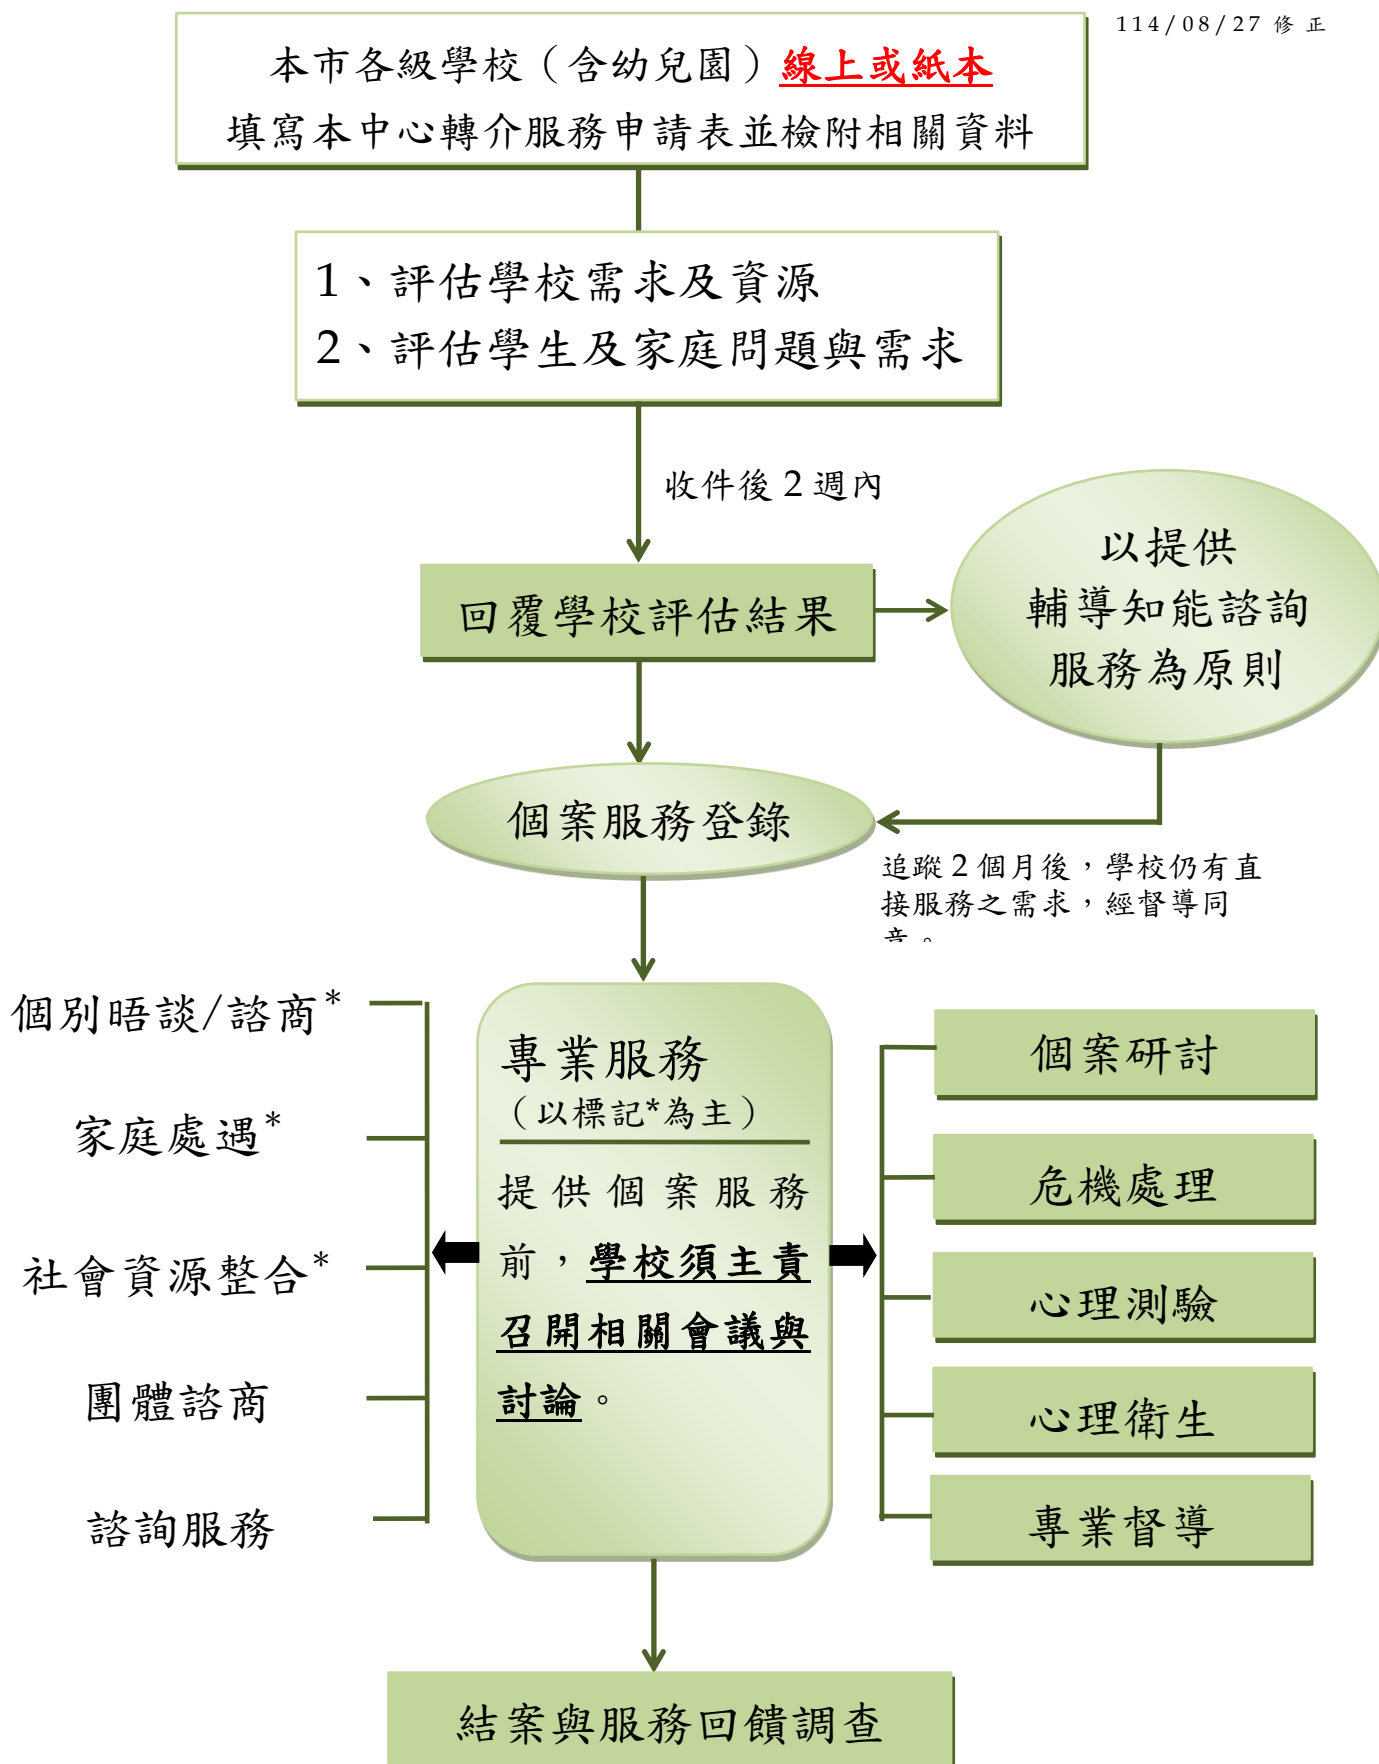 114/08/27 修正
本市各級學校（含幼兒園）線上或紙本
填寫本中心轉介服務申請表並檢附相關資料
1、評估學校需求及資源
2、評估學生及家庭問題與需求
收件後 2 週內
回覆學校評估結果
以提供
輔導知能諮詢
服務為原則
個案服務登錄
追蹤 2 個月後，學校仍有直
接服務之需求，經督導同
意。
個別晤談/諮商*
家庭處遇*
社會資源整合*
團體諮商
諮詢服務
專業服務
（以標記*為主）
提供個案服務
前，學校須主責
召開相關會議與
討論。
個案研討
危機處理
心理測驗
心理衛生
專業督導
結案與服務回饋調查